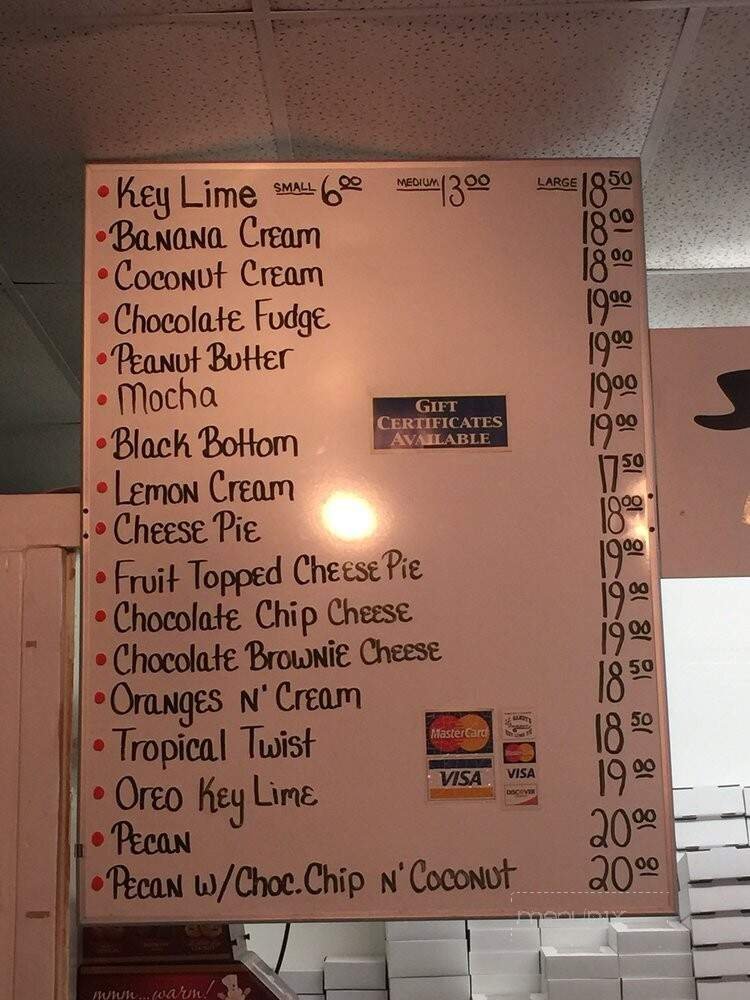 • Key Lime SMALL 6.00 MEDIUM 13.00 LARGE 18.50
• Banana Cream 18.00
• Coconut Cream 18.00
• Chocolate Fudge 19.00
• Peanut Butter 19.00
• Mocha 19.00
• Black Bottom 19.00
• Lemon Cream 17.50
• Cheese Pie 18.00
• Fruit Topped Cheese Pie 19.00
• Chocolate Chip Cheese 19.00
• Chocolate Brownie Cheese 19.00
• Oranges N' Cream 18.50
• Tropical Twist 18.50
• Oreo Key Lime 19.00
• Pecan 20.00
• Pecan w/Choc. Chip N' Coconut 20.00
GIFT
CERTIFICATES
AVAILABLE
MasterCard
VISA
VISA
DISCOVER
menupix
mmm...warm!